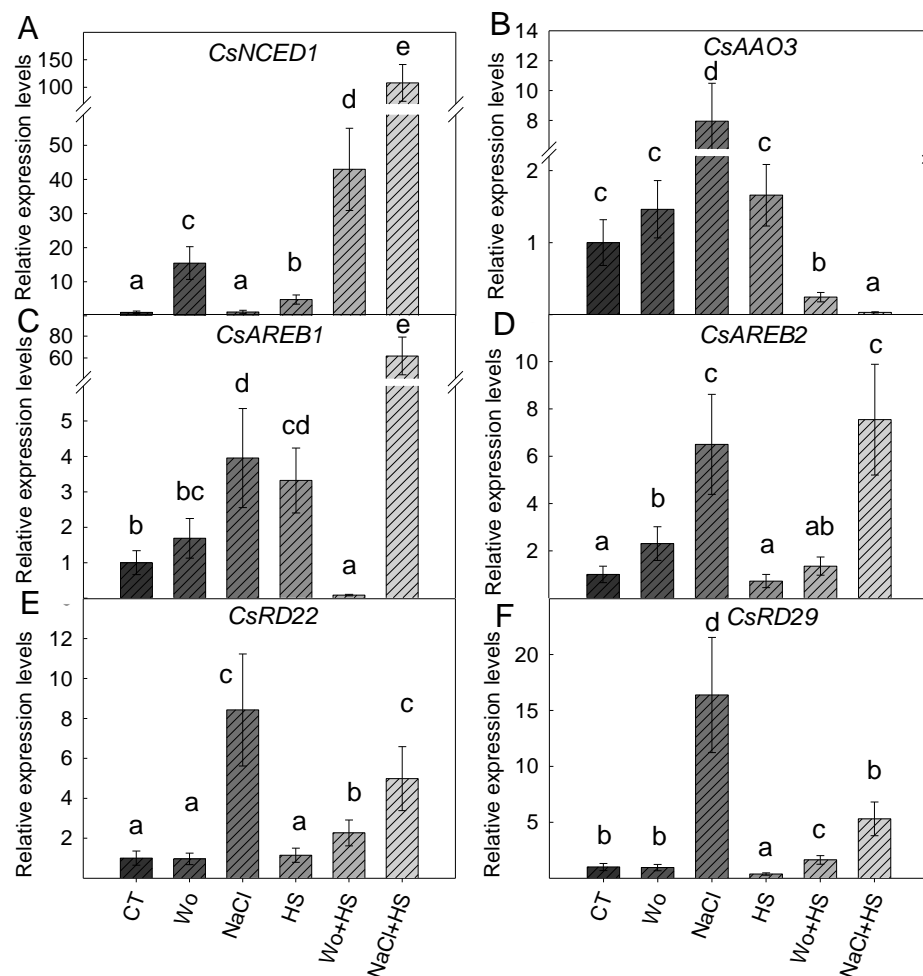 A
CsNCED1
Relative expression levels
150
100
50
40
30
20
10
a
c
a
b
d
e
B
CsAAO3
Relative expression levels
14
12
10
8
2
1
c
c
d
c
b
a
C
CsAREB1
Relative expression levels
80
60
5
4
3
2
1
b
bc
d
cd
a
e
D
CsAREB2
Relative expression levels
10
8
6
4
2
a
b
c
a
ab
c
E
CsRD22
Relative expression levels
12
8
6
4
2
a
a
c
a
b
c
CT
Wo
NaCl
HS
Wo+HS
NaCl+HS
F
CsRD29
Relative expression levels
20
15
10
5
b
b
d
a
c
b
CT
Wo
NaCl
HS
Wo+HS
NaCl+HS